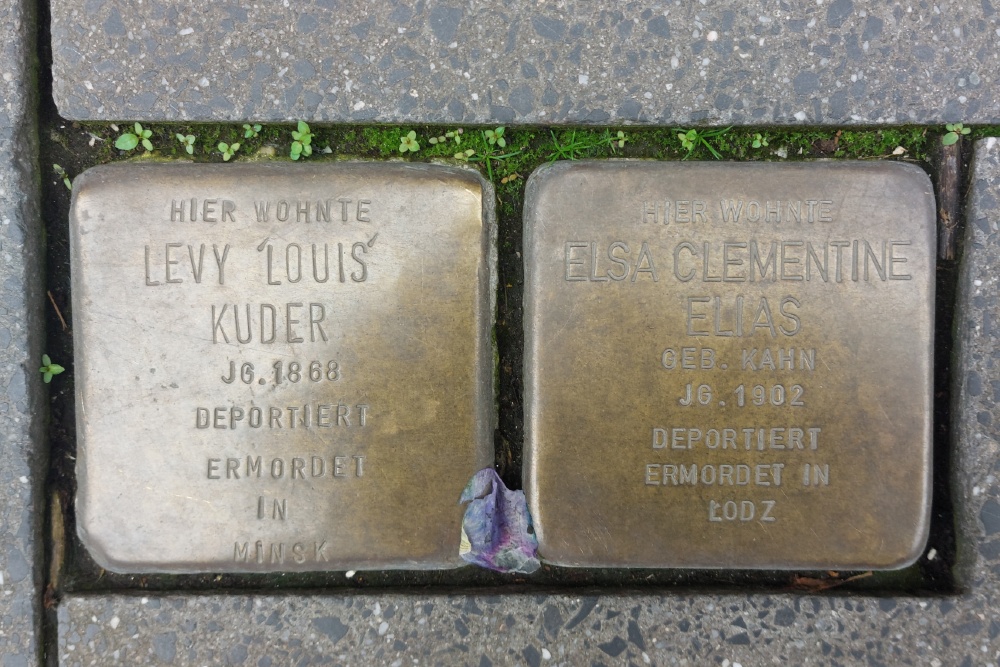 HIER WOHNTE
LEVY 'LOUIS'
KUDER
JG. 1868
DEPORTIERT
ERMORDET
IN
MINSK
HIER WOHNTE
ELSA CLEMENTINE
ELIAS
GEB. KAHN
JG. 1902
DEPORTIERT
ERMORDET IN
ŁODZ